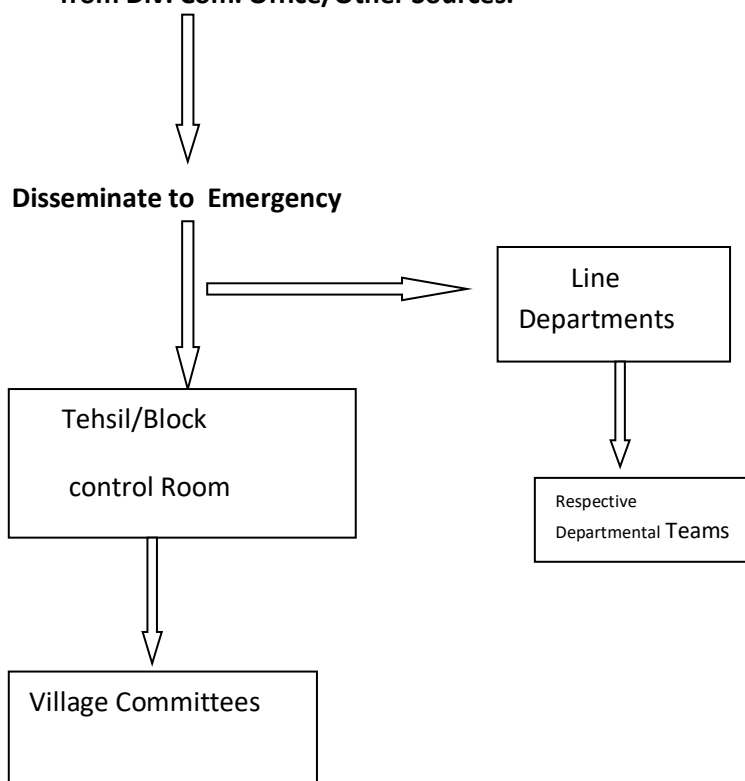 from Div. Com. Office/Other Sources.
Disseminate to Emergency
Line
Departments
Tehsil/Block
control Room
Respective
Departmental Teams
Village Committees